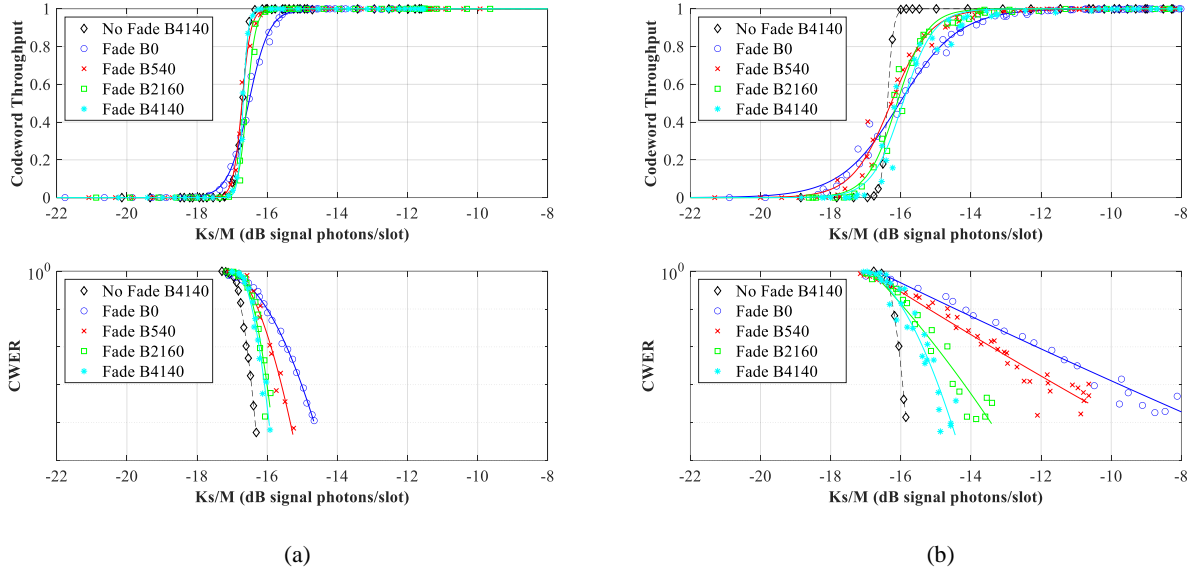 1
0.8
0.6
0.4
0.2
0
Codeword Throughput
No Fade B4140
Fade B0
Fade B540
Fade B2160
Fade B4140
-22 -20 -18 -16 -14 -12 -10 -8
Ks/M (dB signal photons/slot)
1
0.8
0.6
0.4
0.2
0
Codeword Throughput
No Fade B4140
Fade B0
Fade B540
Fade B2160
Fade B4140
-22 -20 -18 -16 -14 -12 -10 -8
Ks/M (dB signal photons/slot)
10^0
CWER
No Fade B4140
Fade B0
Fade B540
Fade B2160
Fade B4140
-22 -20 -18 -16 -14 -12 -10 -8
Ks/M (dB signal photons/slot)
10^0
CWER
No Fade B4140
Fade B0
Fade B540
Fade B2160
Fade B4140
-22 -20 -18 -16 -14 -12 -10 -8
Ks/M (dB signal photons/slot)
(a)
(b)